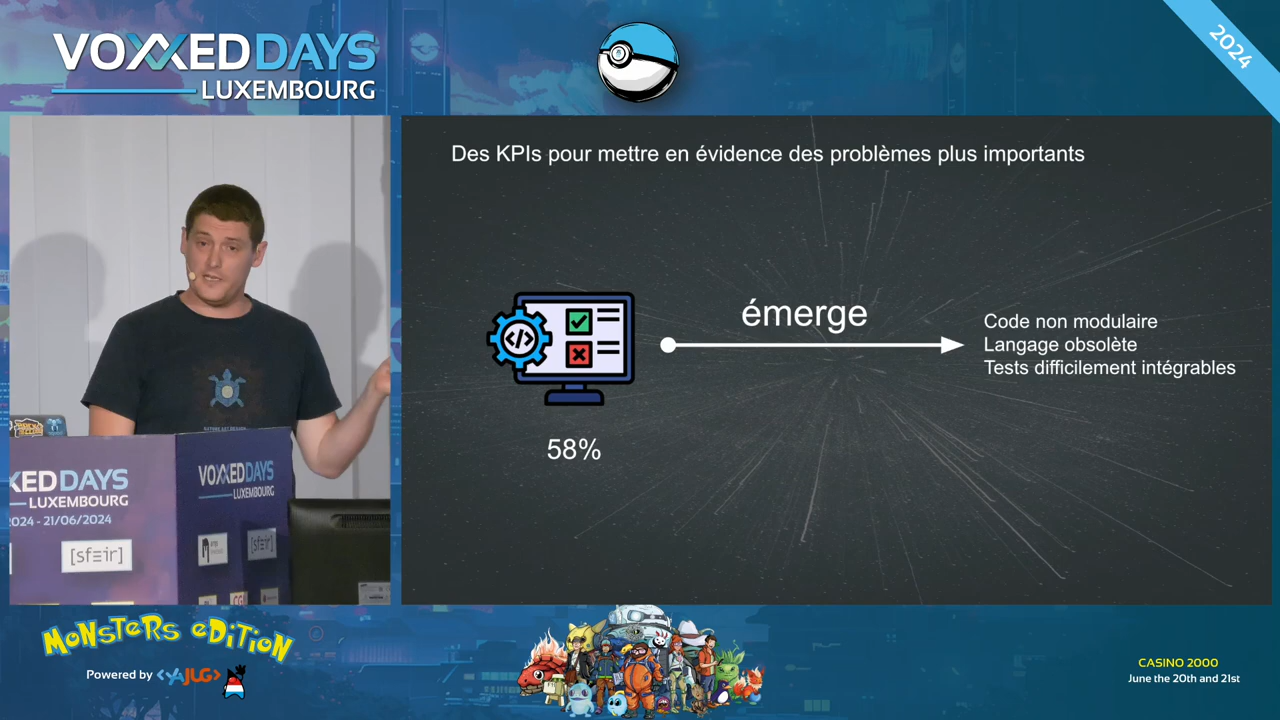 VOXXEDDAYS
LUXEMBOURG
2024
Des KPIs pour mettre en évidence des problèmes plus importants
émerge
Code non modulaire
Langage obsolète
Tests difficilement intégrables
</>
58%
XEDDAYS
LUXEMBOURG
2024 - 21/06/2024
[sfeir]
VOXXEDDAYS
LUXEMBOURG
[sfeir]
MONSTERS EDITION
Powered by <YAJUG>
CASINO 2000
June the 20th and 21st